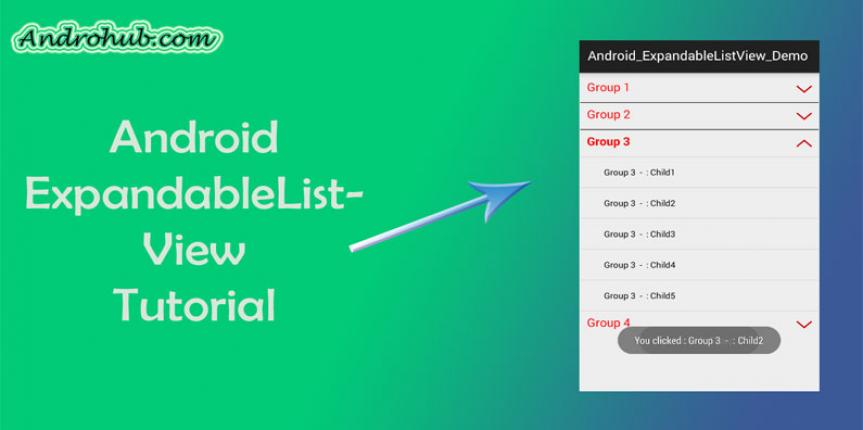 Androhub.com
Android
ExpandableList-
View
Tutorial
Android_ExpandableListView_Demo
Group 1
Group 2
Group 3
Group 3 - : Child1
Group 3 - : Child2
Group 3 - : Child3
Group 3 - : Child4
Group 3 - : Child5
Group 4
You clicked : Group 3 - : Child2